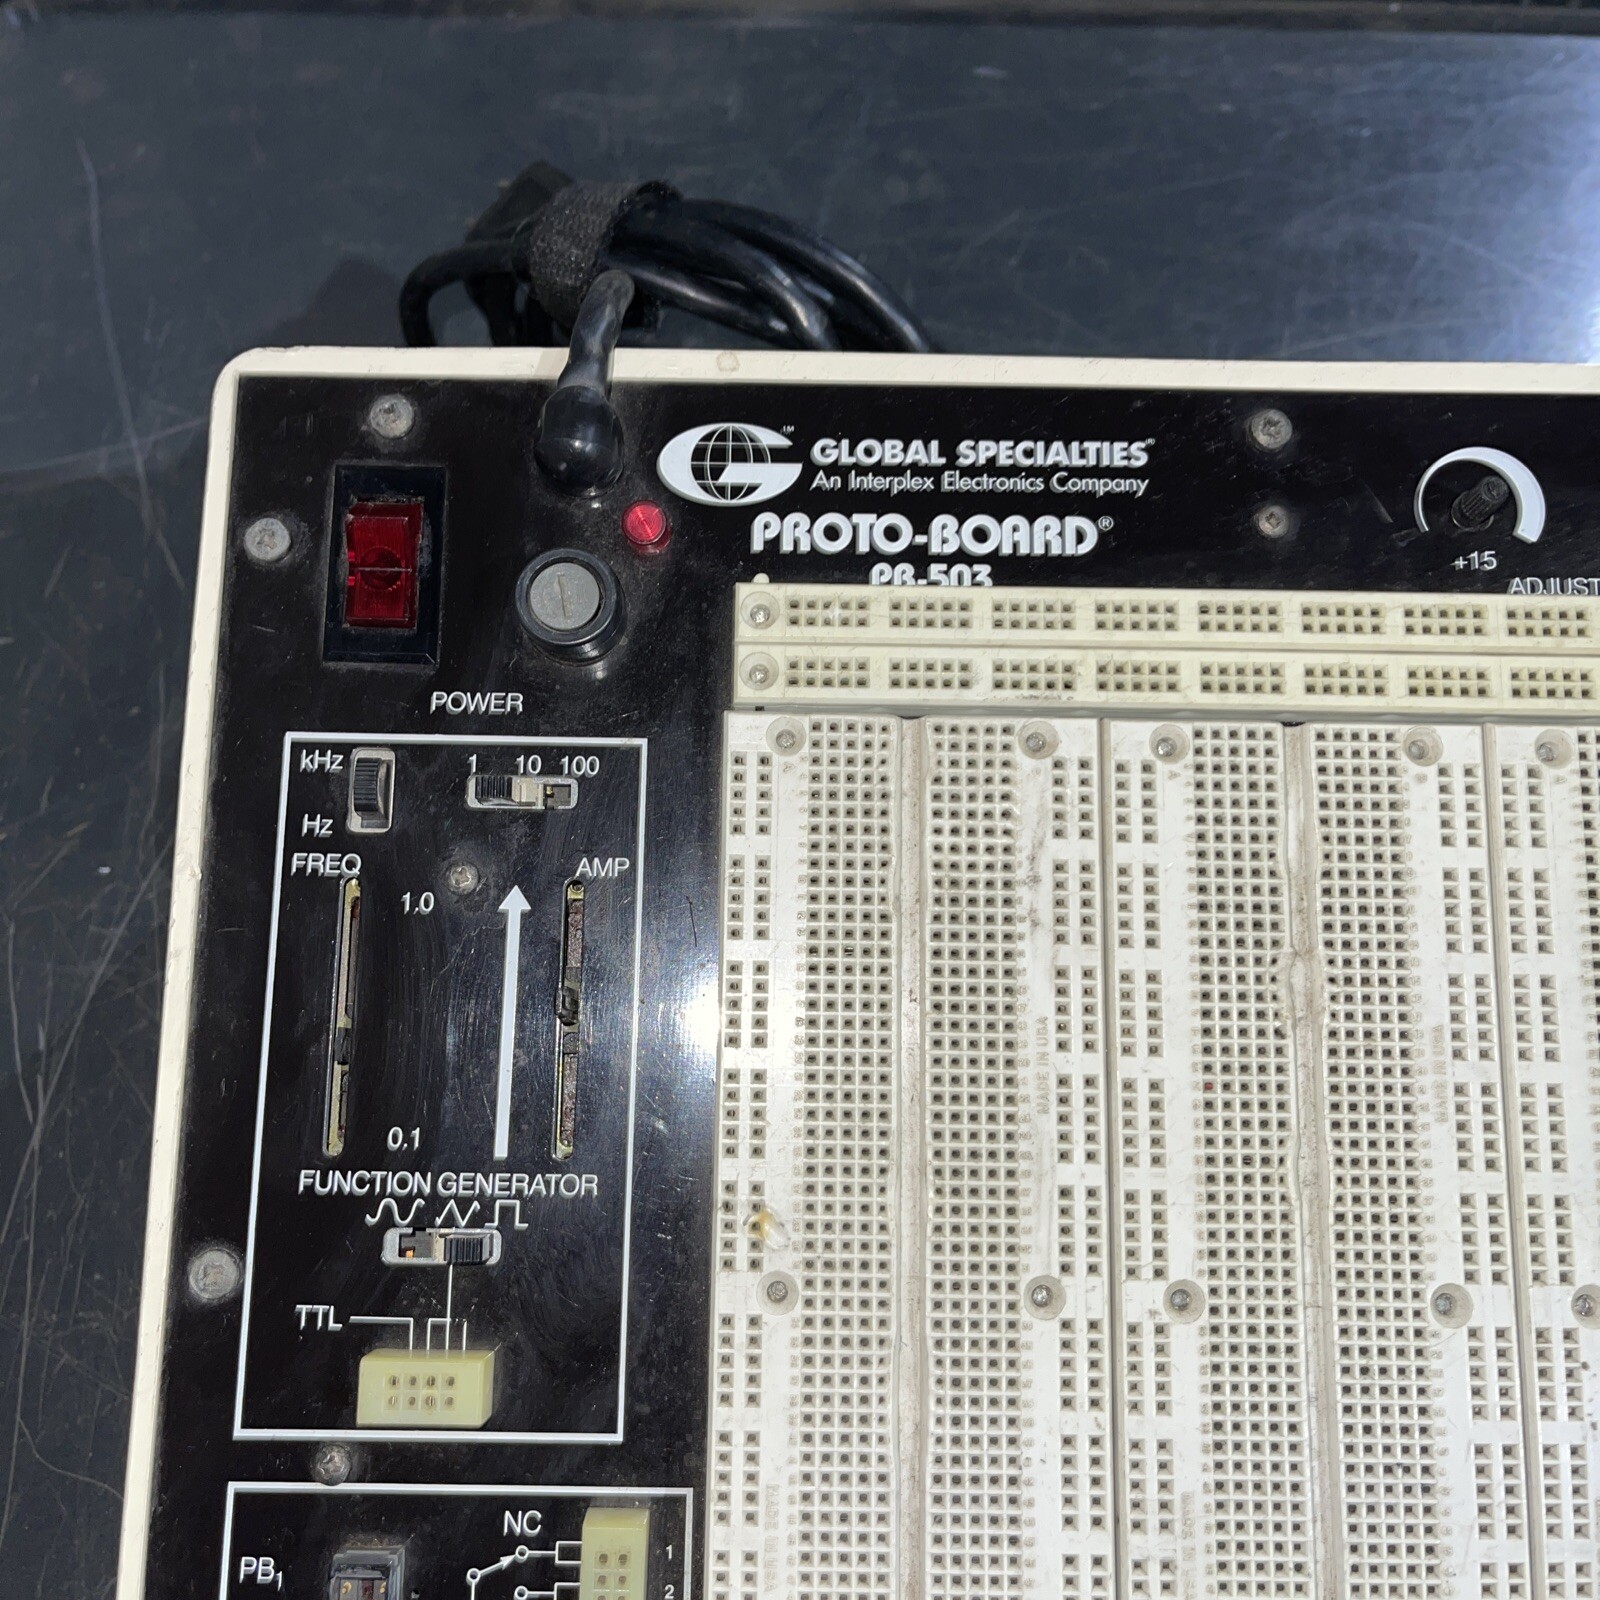 GLOBAL SPECIALTIES®
An Interplex Electronics Company
PROTO-BOARD®
PB-503
+15
ADJUST
POWER
kHz
1 10 100
Hz
FREQ
AMP
1.0
0.1
FUNCTION GENERATOR
TTL
NC
PB1
1
2
MADE IN USA
MADE IN USA